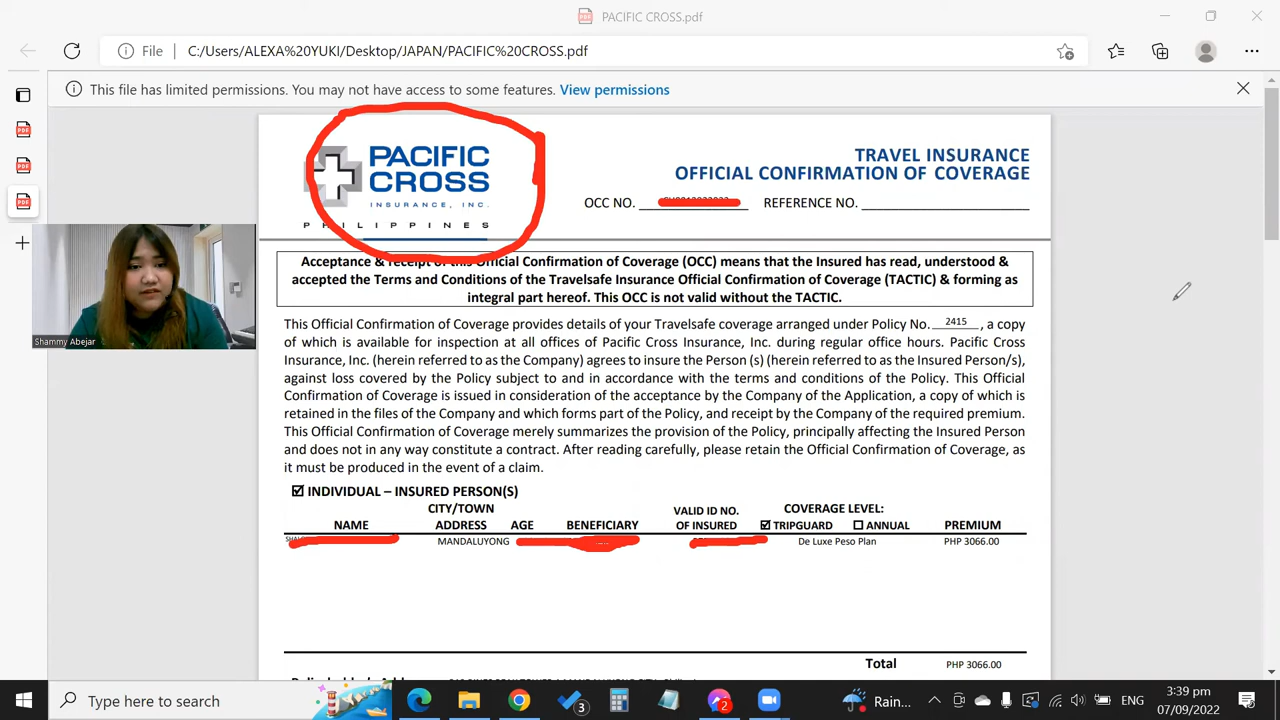 PACIFIC CROSS.pdf
File C:/Users/ALEXA%20YUKI/Desktop/JAPAN/PACIFIC%20CROSS.pdf
This file has limited permissions. You may not have access to some features. View permissions
PACIFIC
CROSS
INSURANCE, INC.
PHILIPPINES
TRAVEL INSURANCE
OFFICIAL CONFIRMATION OF COVERAGE
OCC NO. REFERENCE NO.
Acceptance & receipt of this Official Confirmation of Coverage (OCC) means that the Insured has read, understood &
accepted the Terms and Conditions of the Travelsafe Insurance Official Confirmation of Coverage (TACTIC) & forming as
integral part hereof. This OCC is not valid without the TACTIC.
This Official Confirmation of Coverage provides details of your Travelsafe coverage arranged under Policy No. 2415, a copy
of which is available for inspection at all offices of Pacific Cross Insurance, Inc. during regular office hours. Pacific Cross
Insurance, Inc. (herein referred to as the Company) agrees to insure the Person (s) (herein referred to as the Insured Person/s),
against loss covered by the Policy subject to and in accordance with the terms and conditions of the Policy. This Official
Confirmation of Coverage is issued in consideration of the acceptance by the Company of the Application, a copy of which is
retained in the files of the Company and which forms part of the Policy, and receipt by the Company of the required premium.
This Official Confirmation of Coverage merely summarizes the provision of the Policy, principally affecting the Insured Person
and does not in any way constitute a contract. After reading carefully, please retain the Official Confirmation of Coverage, as
it must be produced in the event of a claim.
INDIVIDUAL – INSURED PERSON(S)
CITY/TOWN VALID ID NO. COVERAGE LEVEL:
NAME ADDRESS AGE BENEFICIARY OF INSURED TRIPGUARD ANNUAL PREMIUM
MANDALUYONG De Luxe Peso Plan PHP 3066.00
Total PHP 3066.00
Shammy Abejar
Type here to search
3
2
Rain...
ENG
3:39 pm
07/09/2022